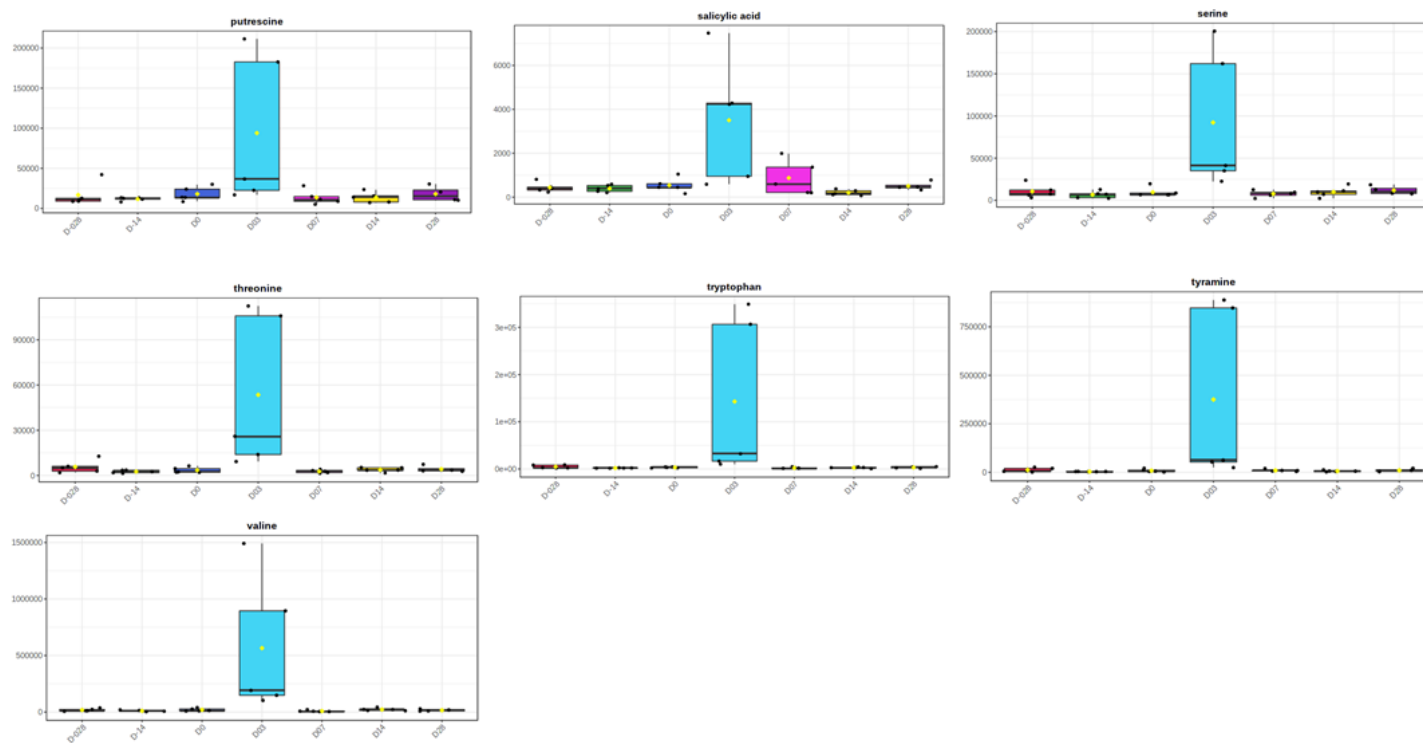 putrescine
200000
150000
100000
50000
0
D-028
D-14
D0
D03
D07
D14
D28
salicylic acid
6000
4000
2000
0
D-028
D-14
D0
D03
D07
D14
D28
serine
200000
150000
100000
50000
0
D-028
D-14
D0
D03
D07
D14
D28
threonine
90000
60000
30000
0
D-028
D-14
D0
D03
D07
D14
D28
tryptophan
3e+05
2e+05
1e+05
0e+00
D-028
D-14
D0
D03
D07
D14
D28
tyramine
750000
500000
250000
0
D-028
D-14
D0
D03
D07
D14
D28
valine
1500000
1000000
500000
0
D-028
D-14
D0
D03
D07
D14
D28